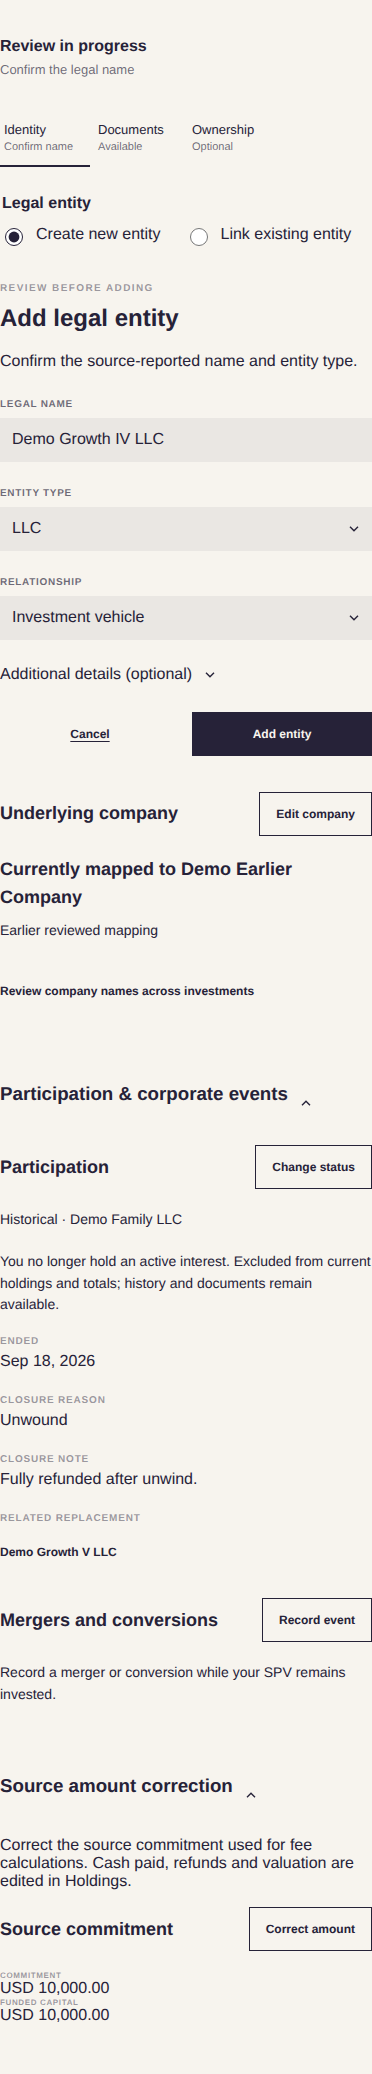 Review in progress
Confirm the legal name
Identity Documents Ownership
Confirm name Available Optional
Legal entity
Create new entity Link existing entity
REVIEW BEFORE ADDING
Add legal entity
Confirm the source-reported name and entity type.
LEGAL NAME
Demo Growth IV LLC
ENTITY TYPE
LLC
RELATIONSHIP
Investment vehicle
Additional details (optional)
Cancel Add entity
Underlying company Edit company
Currently mapped to Demo Earlier
Company
Earlier reviewed mapping
Review company names across investments
Participation & corporate events
Participation Change status
Historical · Demo Family LLC
You no longer hold an active interest. Excluded from current
holdings and totals; history and documents remain
available.
ENDED
Sep 18, 2026
CLOSURE REASON
Unwound
CLOSURE NOTE
Fully refunded after unwind.
RELATED REPLACEMENT
Demo Growth V LLC
Mergers and conversions Record event
Record a merger or conversion while your SPV remains
invested.
Source amount correction
Correct the source commitment used for fee
calculations. Cash paid, refunds and valuation are
edited in Holdings.
Source commitment Correct amount
COMMITMENT
USD 10,000.00
FUNDED CAPITAL
USD 10,000.00